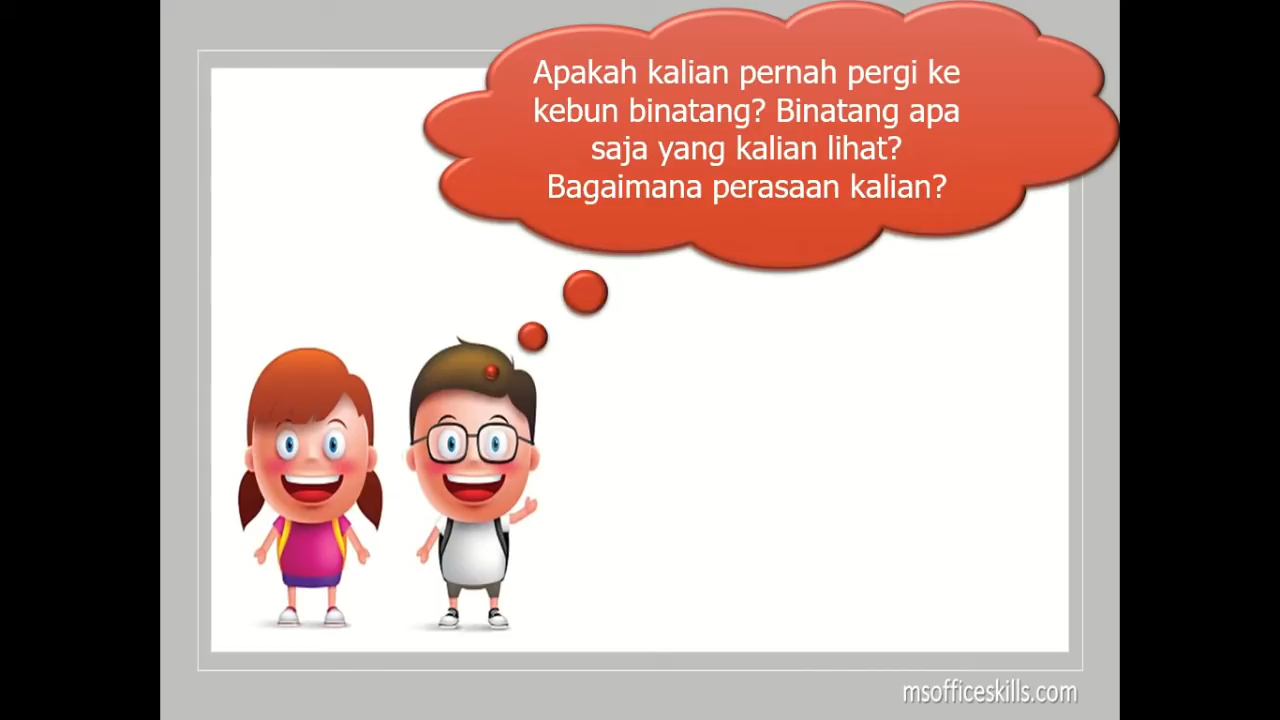 Apakah kalian pernah pergi ke
kebun binatang? Binatang apa
saja yang kalian lihat?
Bagaimana perasaan kalian?
msofficeskills.com